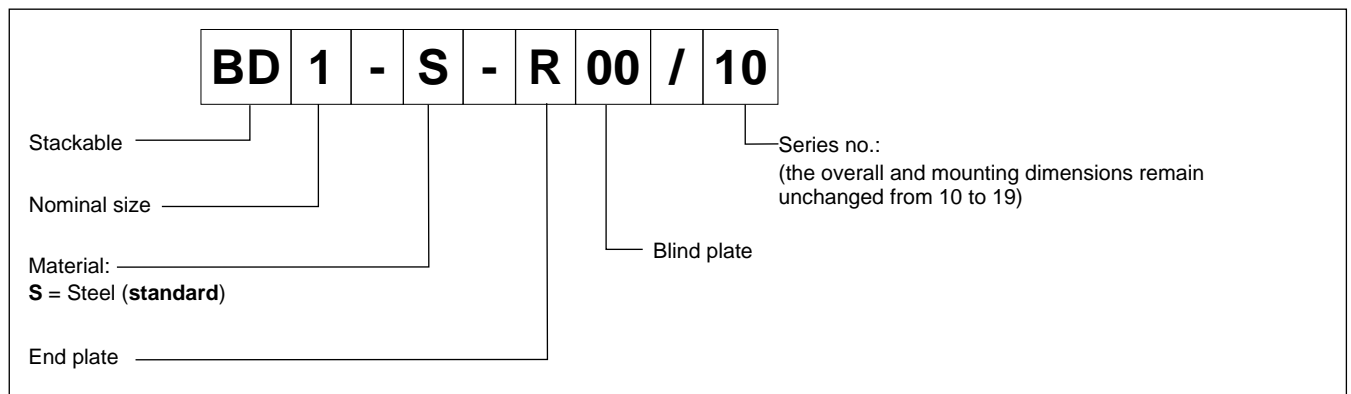 BD 1 - S - R 00 / 10
Stackable
Series no.:
(the overall and mounting dimensions remain
unchanged from 10 to 19)
Nominal size
Blind plate
Material:
S = Steel (standard)
End plate